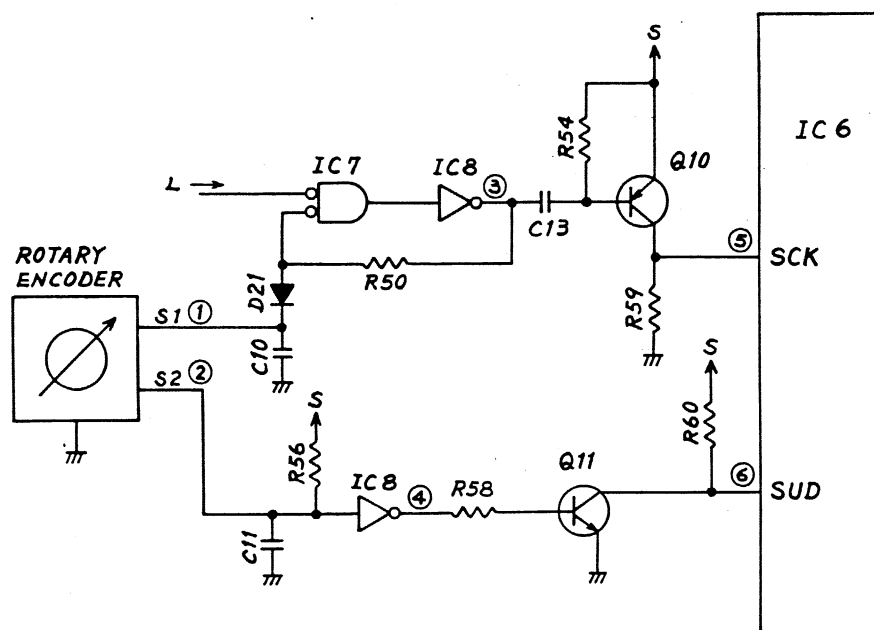 S
R54
IC 6
IC7
IC8
Q10
L →
③
C13
⑤
SCK
ROTARY
ENCODER
D21
R50
R59
S1 ①
C10
S2 ②
S
S
R60
R56
Q11
IC8
④
R58
⑥
SUD
C11